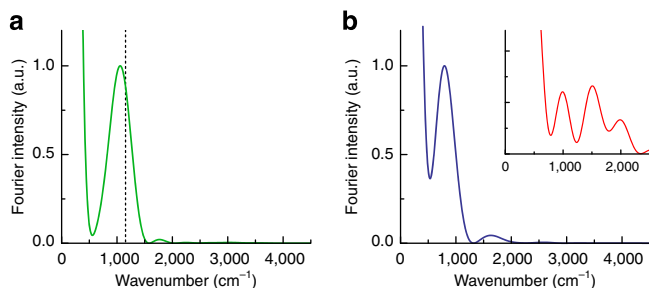 a
b
Fourier intensity (a.u.)
1.0
0.5
0.0
0 1,000 2,000 3,000 4,000
Wavenumber (cm⁻¹)
Fourier intensity (a.u.)
1.0
0.5
0.0
0 1,000 2,000 3,000 4,000
Wavenumber (cm⁻¹)
0 1,000 2,000